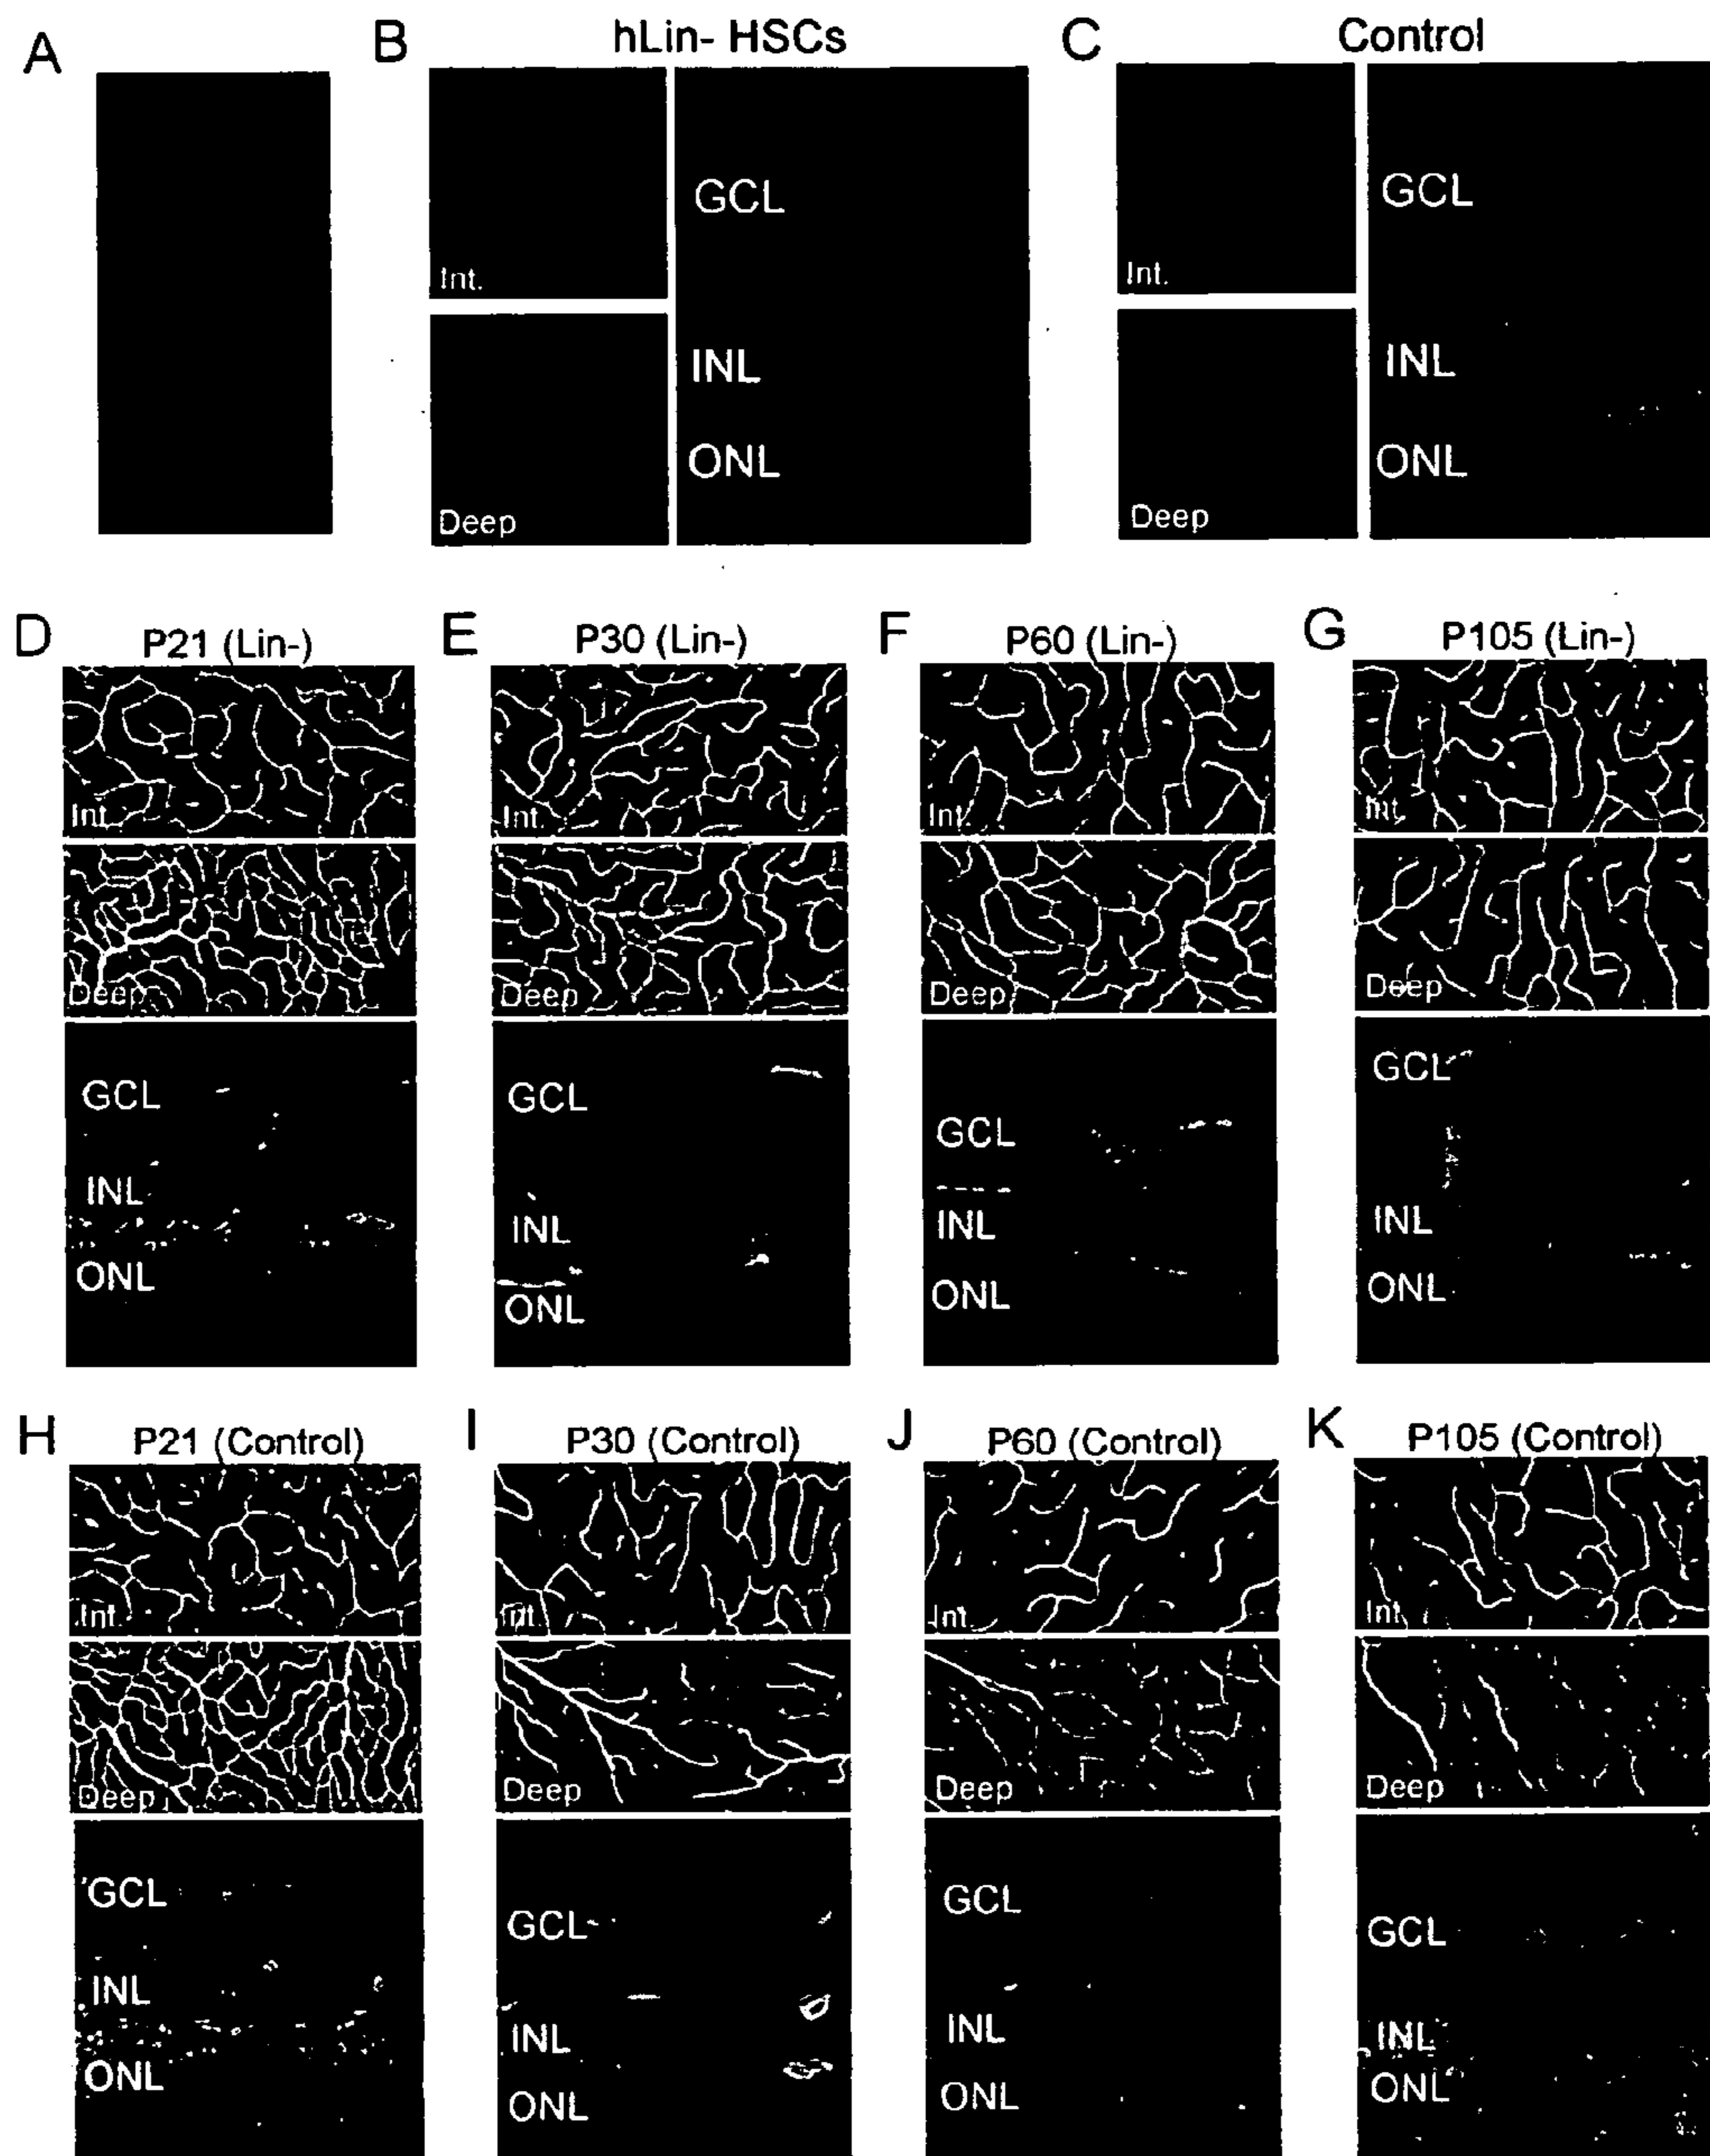 A
B
hLin- HSCs
C
Control
Int.
GCL
INL
ONL
Deep
Int.
GCL
INL
ONL
Deep
D
P21 (Lin-)
Int.
Deep
GCL
INL
ONL
E
P30 (Lin-)
Int.
Deep
GCL
INL
ONL
F
P60 (Lin-)
Int.
Deep
GCL
INL
ONL
G
P105 (Lin-)
Int.
Deep
GCL
INL
ONL
H
P21 (Control)
Int.
Deep
GCL
INL
ONL
I
P30 (Control)
Int.
Deep
GCL
INL
ONL
J
P60 (Control)
Int.
Deep
GCL
INL
ONL
K
P105 (Control)
Int.
Deep
GCL
INL
ONL